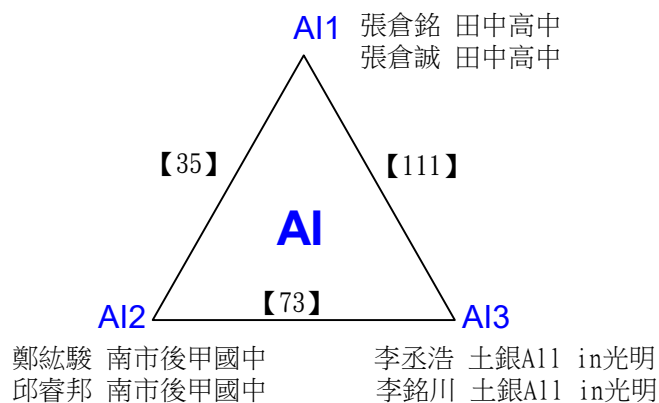 AI1 張倉銘 田中高中
張倉誠 田中高中
【35】 【111】
AI
【73】
AI2 AI3
鄭紘駿 南市後甲國中 李丞浩 土銀All in光明
邱睿邦 南市後甲國中 李銘川 土銀All in光明